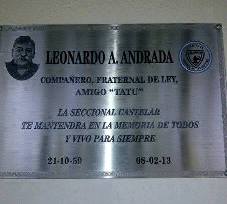 LEONARDO A. ANDRADA
COMPAÑERO, FRATERNAL DE LEY,
AMIGO "TATU"
LA SECCIONAL CASTELAR
TE MANTENDRA EN LA MEMORIA DE TODOS
Y VIVO PARA SIEMPRE
21-10-59 08-02-13